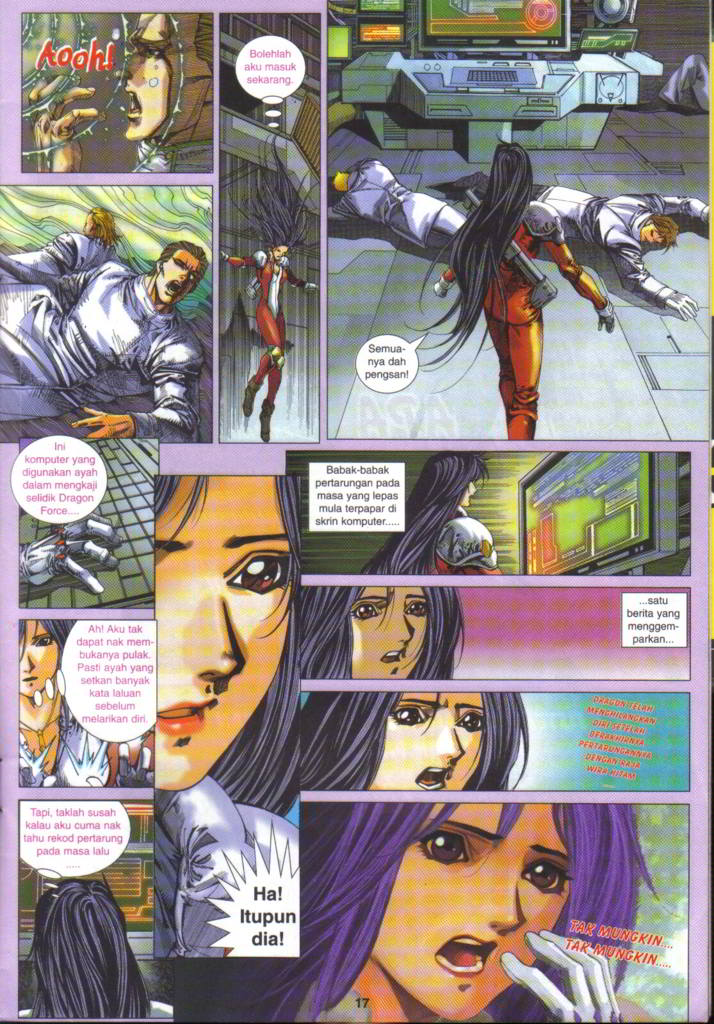 Aooh!
Bolehlah
aku masuk
sekarang.
Semua-
nya dah
pengsan!
Ini
komputer yang
digunakan ayah
dalam mengkaji
selidik Dragon
Force....
Ah! Aku tak
dapat nak mem-
bukanya pulak.
Pasti ayah yang
setkan banyak
kata laluan
sebelum
melarikan diri.
Tapi, taklah susah
kalau aku cuma nak
tahu rekod pertarung
pada masa lalu
.....
Ha!
Itupun
dia!
Babak-babak
pertarungan pada
masa yang lepas
mula terpapar di
skrin komputer.....
...satu
berita yang
menggem-
parkan...
DRAGON TELAH
MENGHILANGKAN
DIRI SETELAH
BERAKHIRNYA
PERTARUNGANNYA
DENGAN RAJA
WIRA HITAM
....
TAK MUNGKIN....
TAK MUNGKIN.....
17